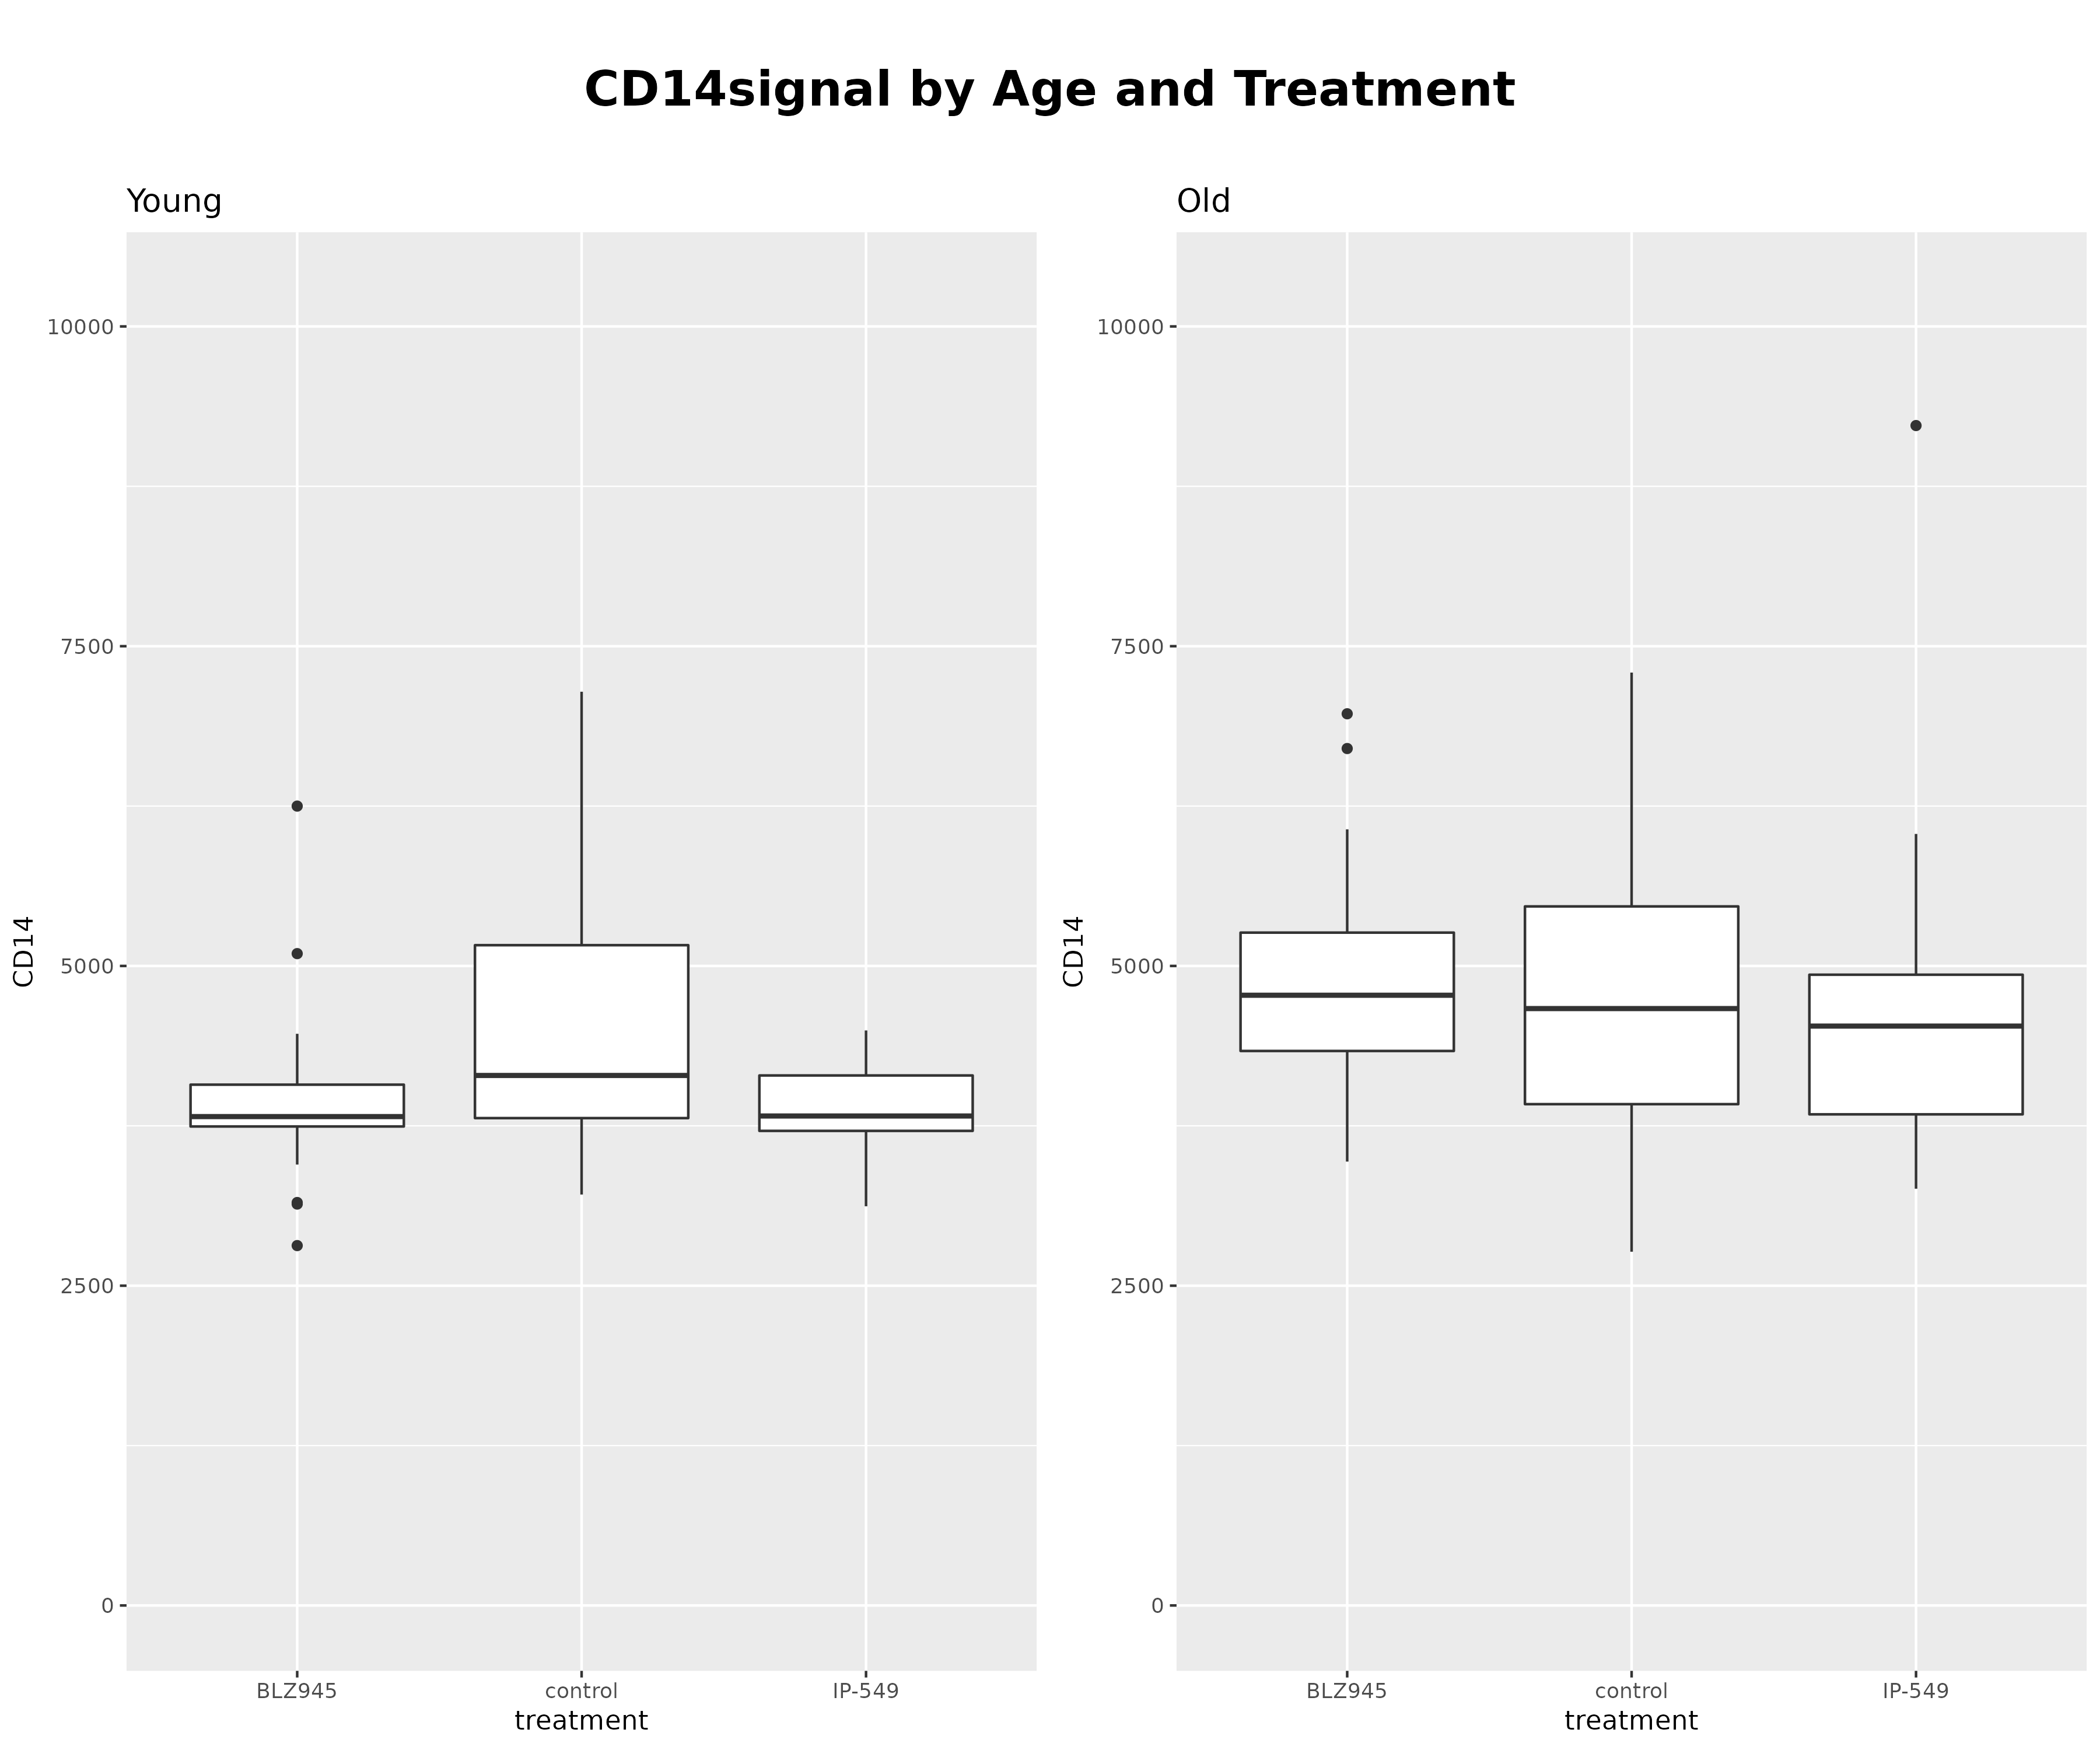 CD14signal by Age and Treatment
Young
CD14
10000
7500
5000
2500
0
BLZ945 control IP-549
treatment
Old
CD14
10000
7500
5000
2500
0
BLZ945 control IP-549
treatment